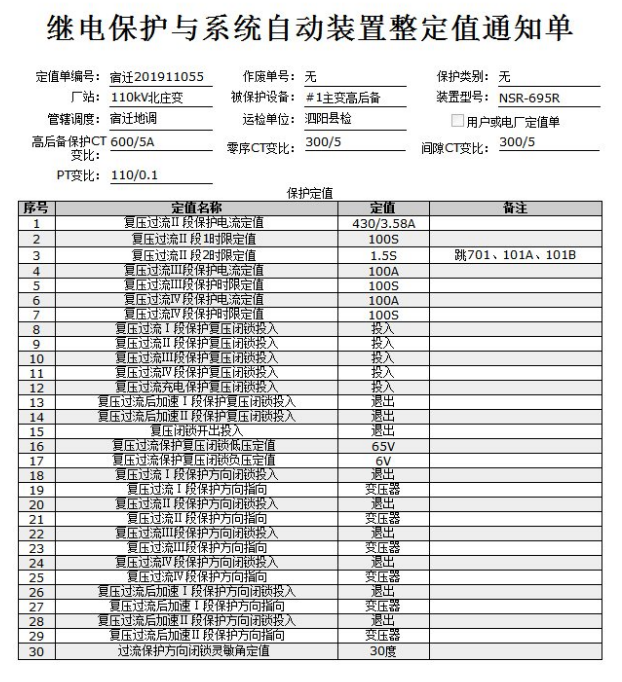 继电保护与系统自动装置整定值通知单
定值单编号: 宿迁201911055 作废单号: 无 保护类别: 无
厂站: 110kV北庄变 被保护设备: #1主变高后备 装置型号: NSR-695R
管辖调度: 宿迁地调 运检单位: 泗阳县检 用户或电厂定值单
高后备保护CT变比: 600/5A 零序CT变比: 300/5 间隙CT变比: 300/5
PT变比: 110/0.1
保护定值
序号 定值名称 定值 备注
1 复压过流II段保护电流定值 430/3.58A
2 复压过流II段1时限定值 100S
3 复压过流II段2时限定值 1.5S 跳701、101A、101B
4 复压过流III段保护电流定值 100A
5 复压过流III段保护时限定值 100S
6 复压过流IV段保护电流定值 100A
7 复压过流IV段保护时限定值 100S
8 复压过流I段保护复压闭锁投入 投入
9 复压过流II段保护复压闭锁投入 投入
10 复压过流III段保护复压闭锁投入 投入
11 复压过流IV段保护复压闭锁投入 投入
12 复压过流充电保护复压闭锁投入 投入
13 复压过流后加速I段保护复压闭锁投入 退出
14 复压过流后加速II段保护复压闭锁投入 退出
15 复压闭锁开出投入 退出
16 复压过流保护复压闭锁低压定值 65V
17 复压过流保护复压闭锁负压定值 6V
18 复压过流I段保护方向闭锁投入 退出
19 复压过流I段保护方向指向 变压器
20 复压过流II段保护方向闭锁投入 退出
21 复压过流II段保护方向指向 变压器
22 复压过流III段保护方向闭锁投入 退出
23 复压过流III段保护方向指向 变压器
24 复压过流IV段保护方向闭锁投入 退出
25 复压过流IV段保护方向指向 变压器
26 复压过流后加速I段保护方向闭锁投入 退出
27 复压过流后加速I段保护方向指向 变压器
28 复压过流后加速II段保护方向闭锁投入 退出
29 复压过流后加速II段保护方向指向 变压器
30 过流保护方向闭锁灵敏角定值 30度